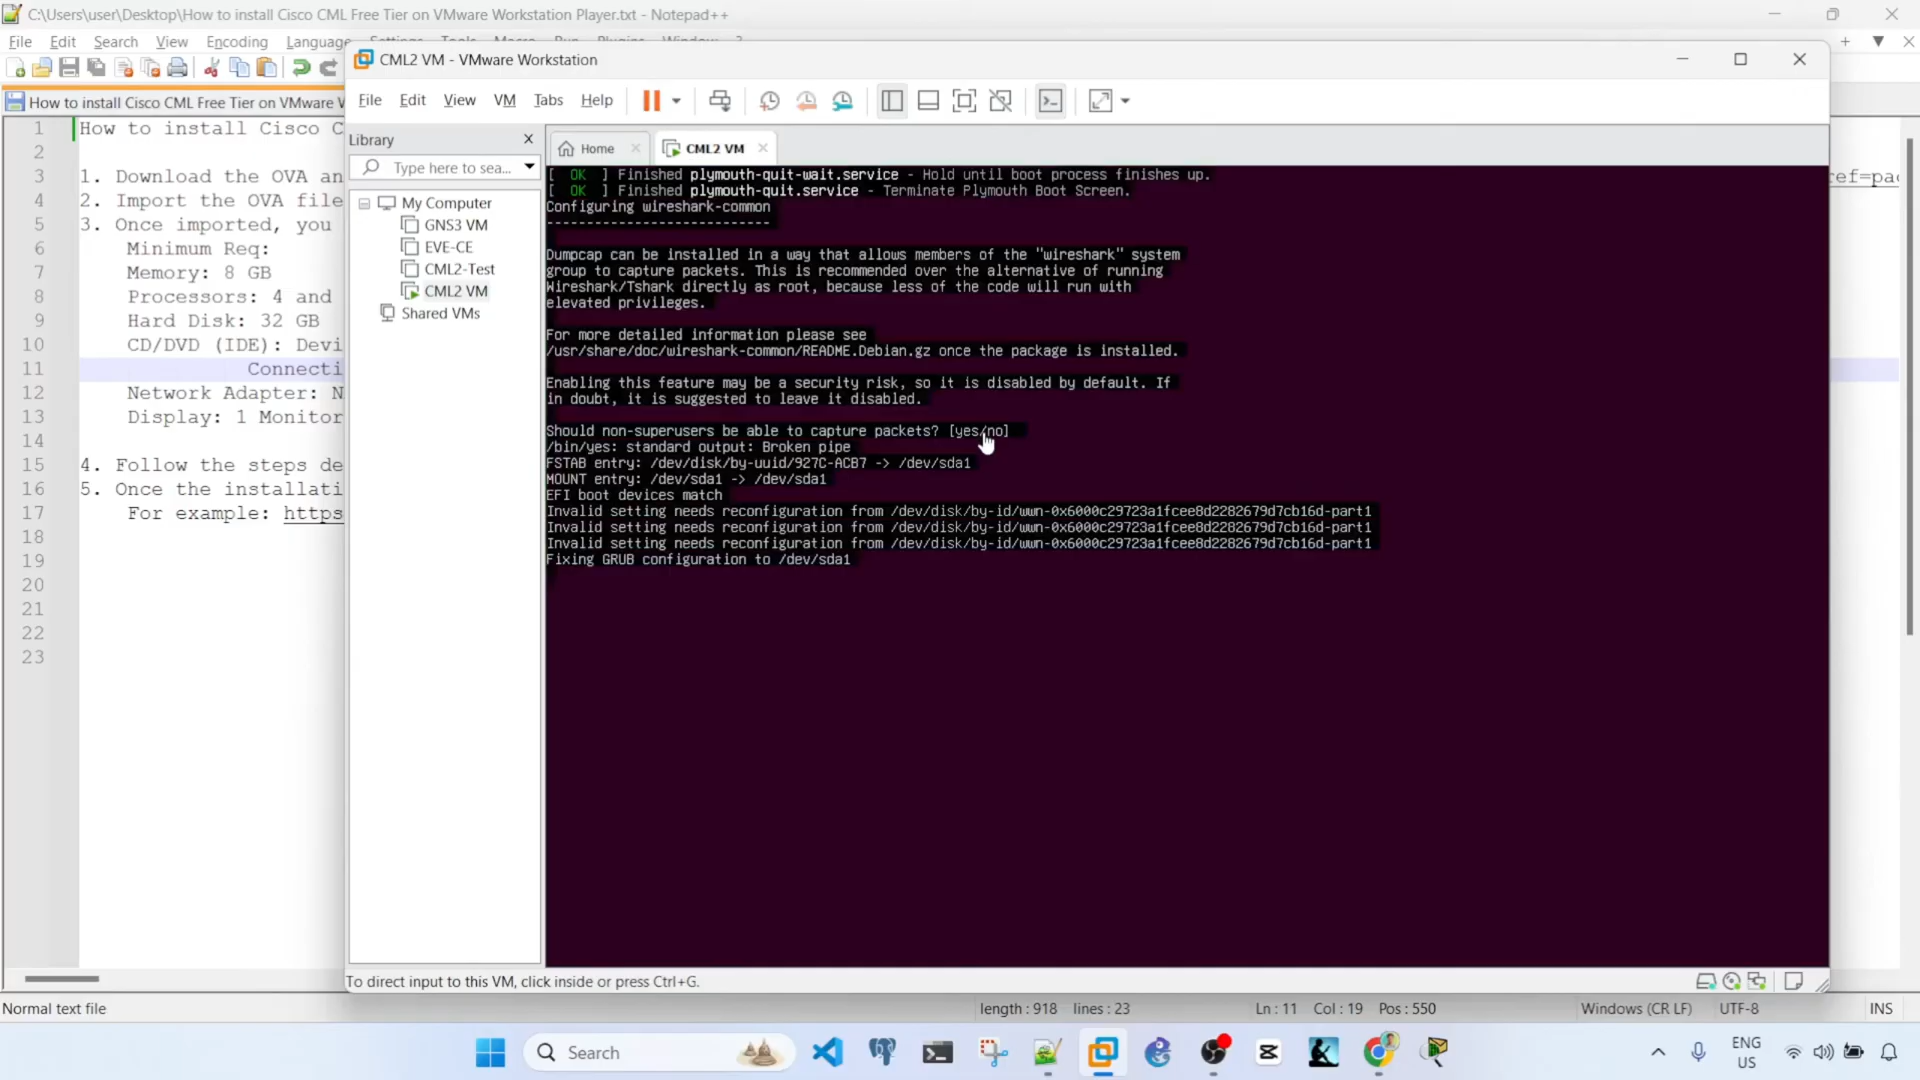 C:\Users\user\Desktop\How to install Cisco CML Free Tier on VMware Workstation Player.txt - Notepad++
File Edit Search View Encoding Language
How to install Cisco CML Free Tier on VMware W
1 How to install Cisco C
2
3 1. Download the OVA an
4 2. Import the OVA file
5 3. Once imported, you
6 Minimum Req:
7 Memory: 8 GB
8 Processors: 4 and
9 Hard Disk: 32 GB
10 CD/DVD (IDE): Devi
11 Connecti
12 Network Adapter: N
13 Display: 1 Monitor
14
15 4. Follow the steps de
16 5. Once the installati
17 For example: https
18
19
20
21
22
23
CML2 VM - VMware Workstation
File Edit View VM Tabs Help
Library
Type here to sea...
My Computer
GNS3 VM
EVE-CE
CML2-Test
CML2 VM
Shared VMs
Home
CML2 VM
[ OK ] Finished plymouth-quit-wait.service - Hold until boot process finishes up.
[ OK ] Finished plymouth-quit.service - Terminate Plymouth Boot Screen.
Configuring wireshark-common
----------------------------
Dumpcap can be installed in a way that allows members of the "wireshark" system
group to capture packets. This is recommended over the alternative of running
Wireshark/Tshark directly as root, because less of the code will run with
elevated privileges.
For more detailed information please see
/usr/share/doc/wireshark-common/README.Debian.gz once the package is installed.
Enabling this feature may be a security risk, so it is disabled by default. If
in doubt, it is suggested to leave it disabled.
Should non-superusers be able to capture packets? [yes/no]
/bin/yes: standard output: Broken pipe
FSTAB entry: /dev/disk/by-uuid/927C-ACB7 -> /dev/sda1
MOUNT entry: /dev/sda1 -> /dev/sda1
EFI boot devices match
Invalid setting needs reconfiguration from /dev/disk/by-id/wwn-0x6000c29723a1fcee8d2282679d7cb16d-part1
Invalid setting needs reconfiguration from /dev/disk/by-id/wwn-0x6000c29723a1fcee8d2282679d7cb16d-part1
Invalid setting needs reconfiguration from /dev/disk/by-id/wwn-0x6000c29723a1fcee8d2282679d7cb16d-part1
Fixing GRUB configuration to /dev/sda1
To direct input to this VM, click inside or press Ctrl+G.
Normal text file length : 918 lines : 23 Ln : 11 Col : 19 Pos : 550 Windows (CR LF) UTF-8 INS
Search
ENG
US